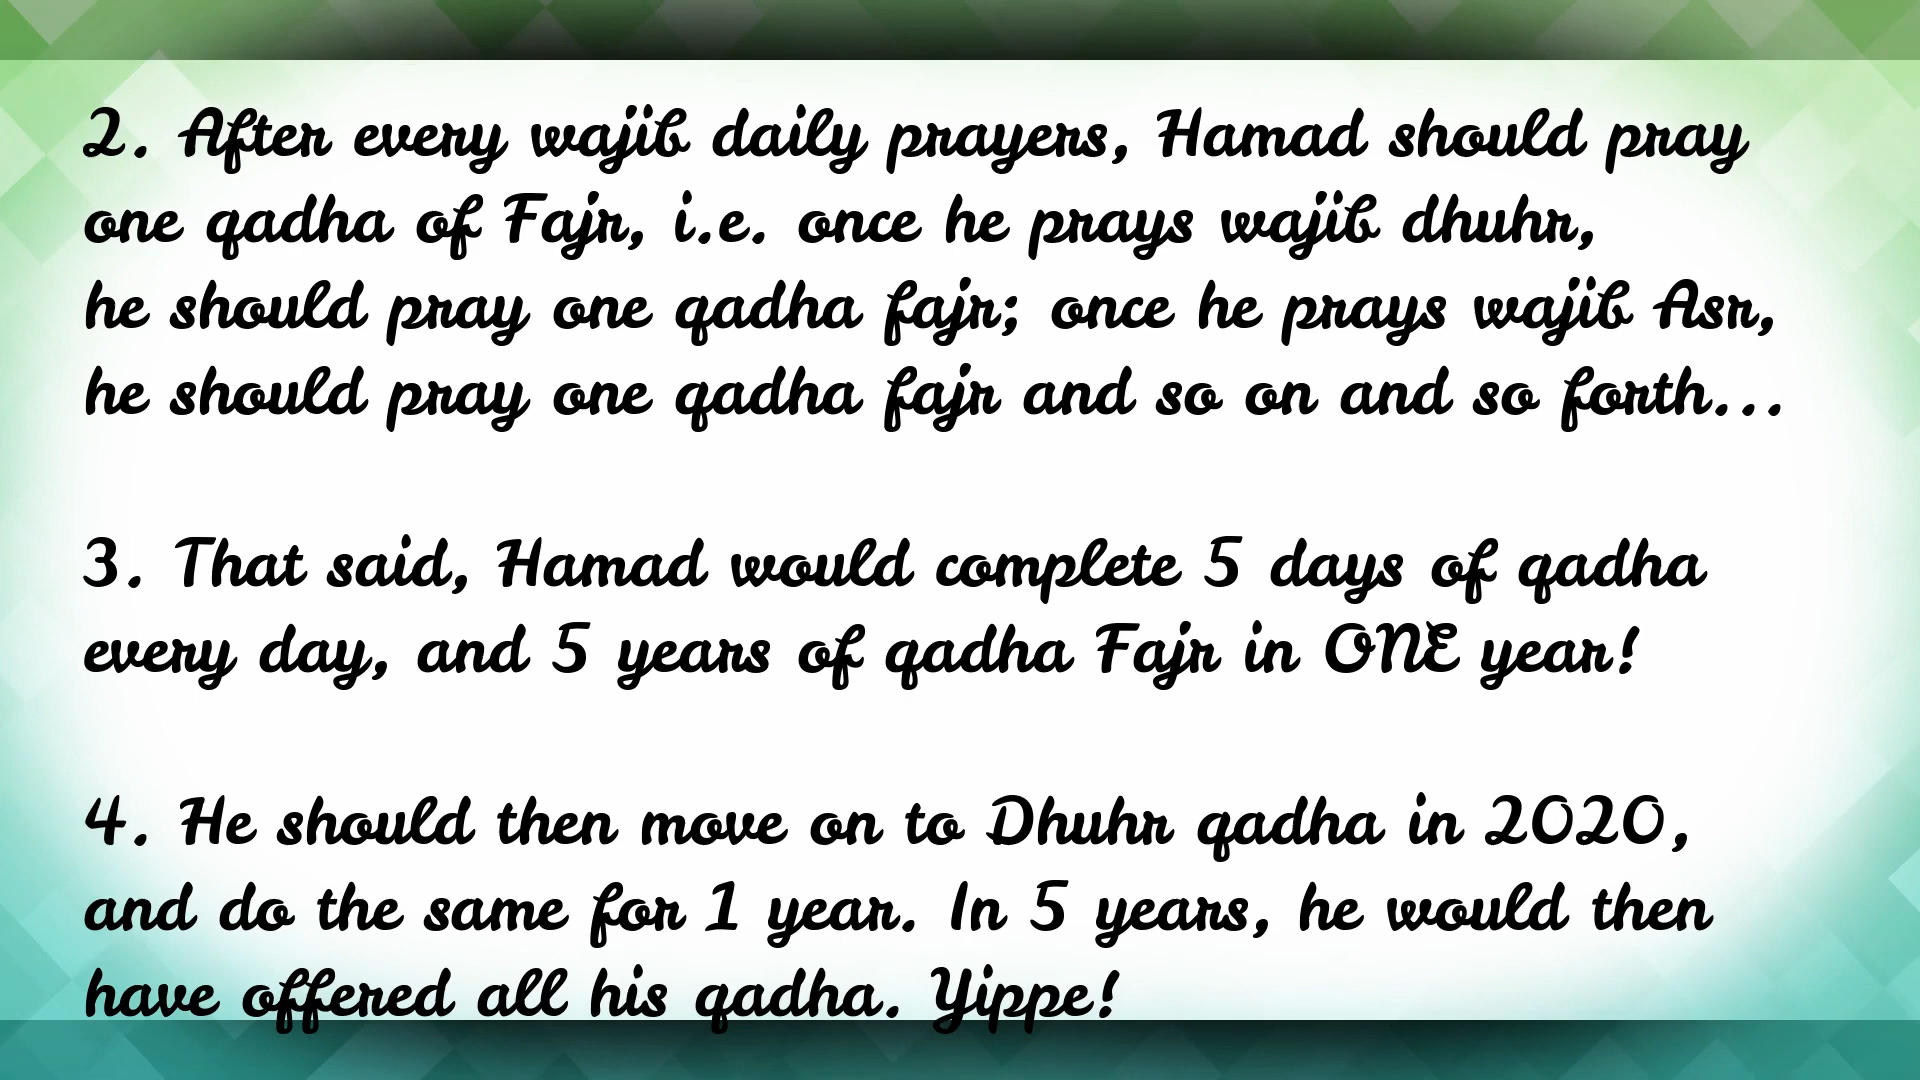 2. After every wajib daily prayers, Hamad should pray
one qadha of Fajr, i.e. once he prays wajib dhuhr,
he should pray one qadha fajr; once he prays wajib Asr,
he should pray one qadha fajr and so on and so forth...
3. That said, Hamad would complete 5 days of qadha
every day, and 5 years of qadha Fajr in ONE year!
4. He should then move on to Dhuhr qadha in 2020,
and do the same for 1 year. In 5 years, he would then
have offered all his qadha. Yippe!